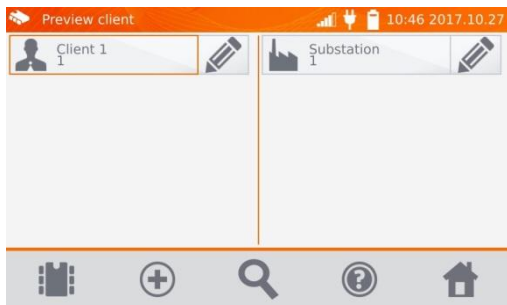 Preview client
10:46 2017.10.27
Client 1
1
Substation
1